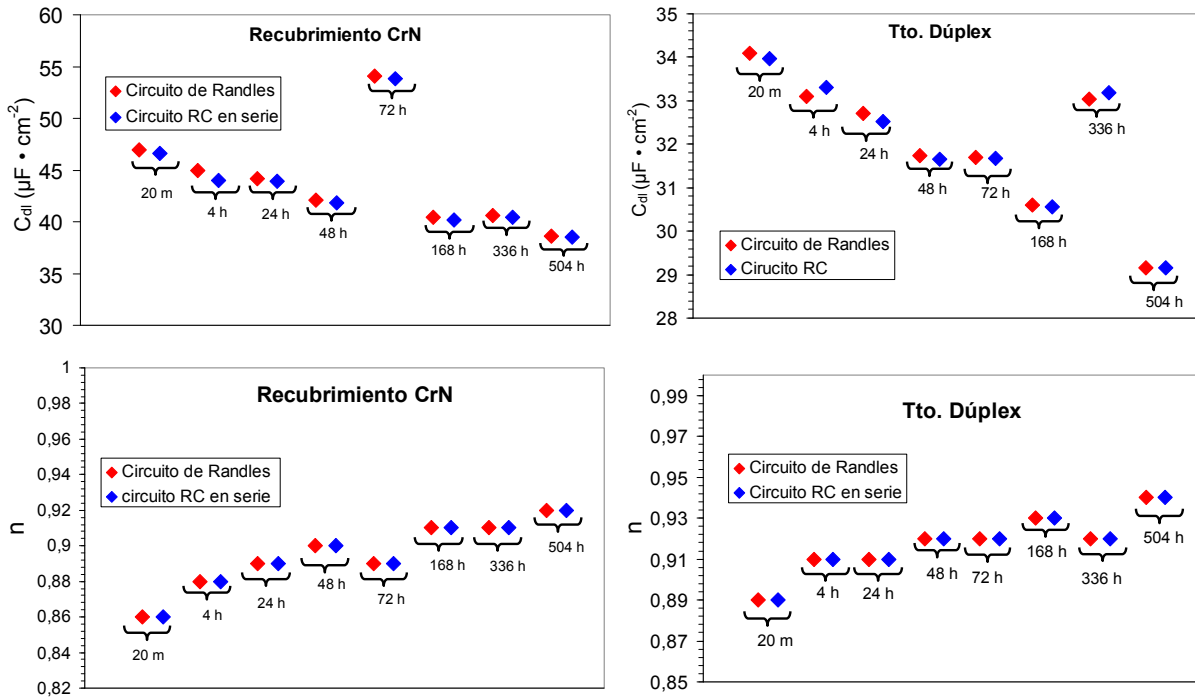 Recubrimiento CrN
60
55
50
45
40
35
30
C_dl (µF • cm⁻²)
Circuito de Randles
Circuito RC en serie
20 m
4 h
24 h
48 h
72 h
168 h
336 h
504 h
Tto. Dúplex
35
34
33
32
31
30
29
28
C_dl (µF • cm⁻²)
Circuito de Randles
Cirucito RC
20 m
4 h
24 h
48 h
72 h
168 h
336 h
504 h
Recubrimiento CrN
1
0,98
0,96
0,94
0,92
0,9
0,88
0,86
0,84
0,82
n
Circuito de Randles
circuito RC en serie
20 m
4 h
24 h
48 h
72 h
168 h
336 h
504 h
Tto. Dúplex
0,99
0,97
0,95
0,93
0,91
0,89
0,87
0,85
n
Circuito de Randles
Circuito RC en serie
20 m
4 h
24 h
48 h
72 h
168 h
336 h
504 h